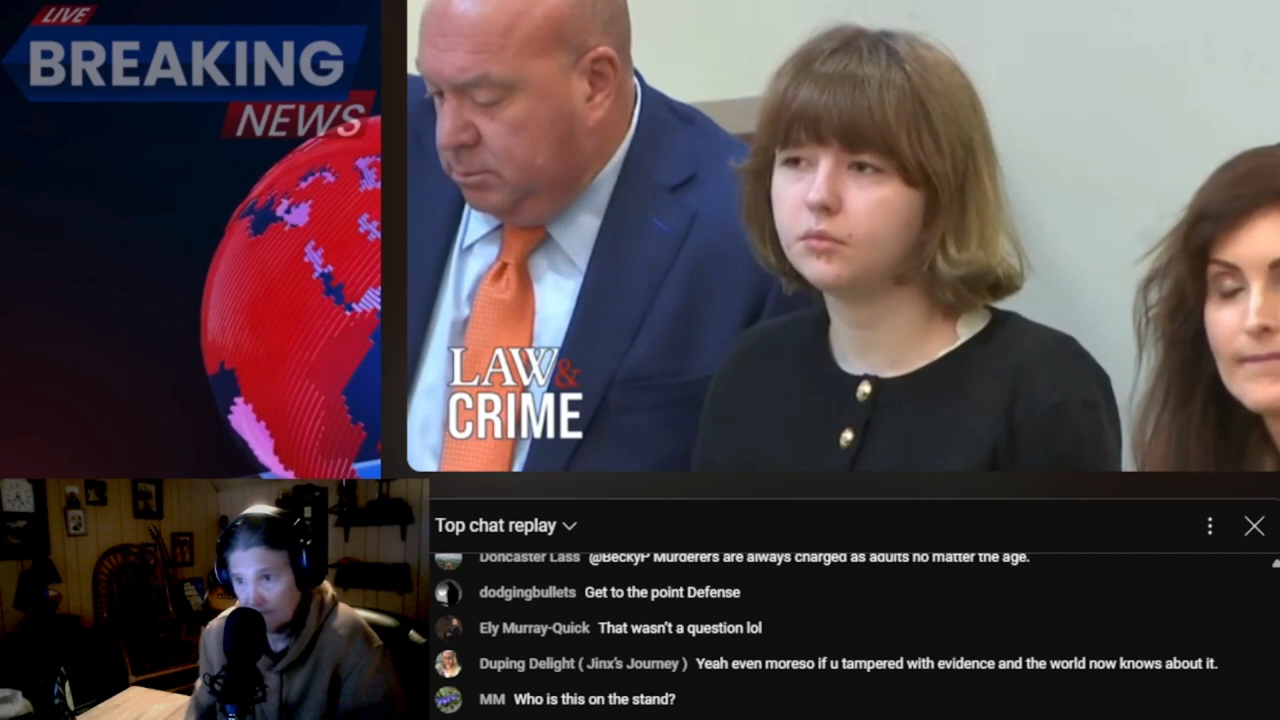 LIVE
BREAKING
NEWS
LAW&
CRIME
Top chat replay
Doncaster Lass @BeckyP Murderers are always charged as adults no matter the age.
dodgingbullets Get to the point Defense
Ely Murray-Quick That wasn't a question lol
Duping Delight ( Jinx's Journey ) Yeah even moreso if u tampered with evidence and the world now knows about it.
MM Who is this on the stand?